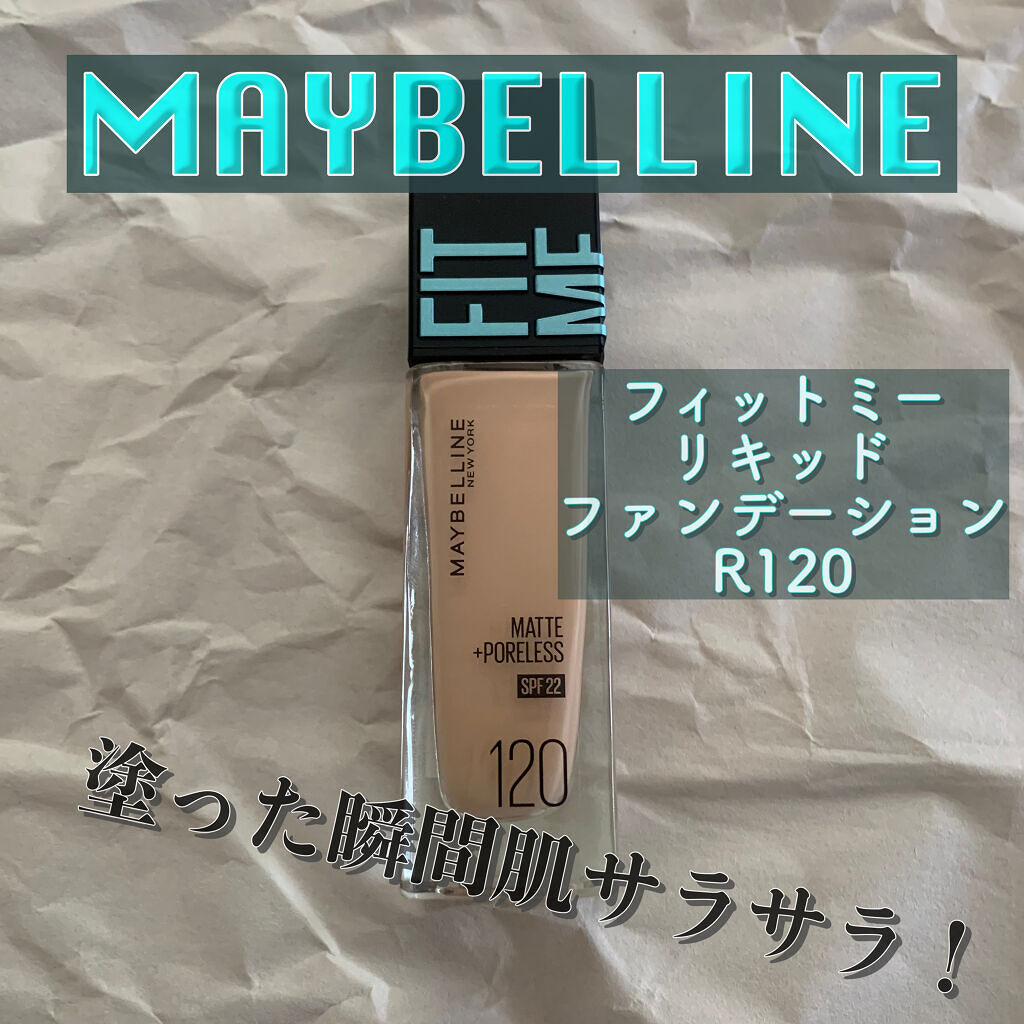 MAYBELLINE
FIT
ME
フィットミー
リキッド
ファンデーション
R120
MAYBELLINE
NEW YORK
MATTE
+PORELESS
SPF 22
120
塗った瞬間肌サラサラ！